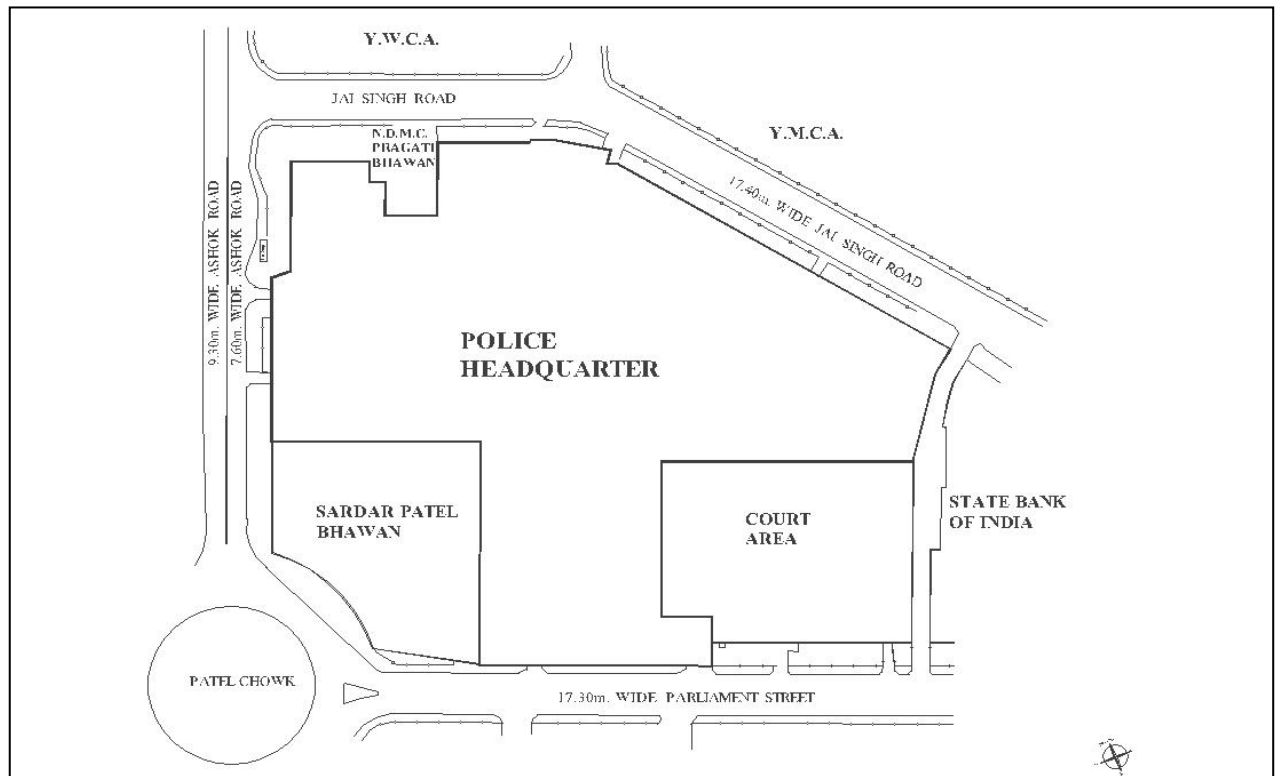 Y.W.C.A.
JAI SINGH ROAD
N.D.M.C.
PRAGATI
BHAWAN
Y.M.C.A.
17.40m. WIDE JAI SINGH ROAD
9.30m. WIDE ASHOK ROAD
7.60m. WIDE ASHOK ROAD
POLICE
HEADQUARTER
SARDAR PATEL
BHAWAN
COURT
AREA
STATE BANK
OF INDIA
PATEL CHOWK
17.30m. WIDE PARLIAMENT STREET